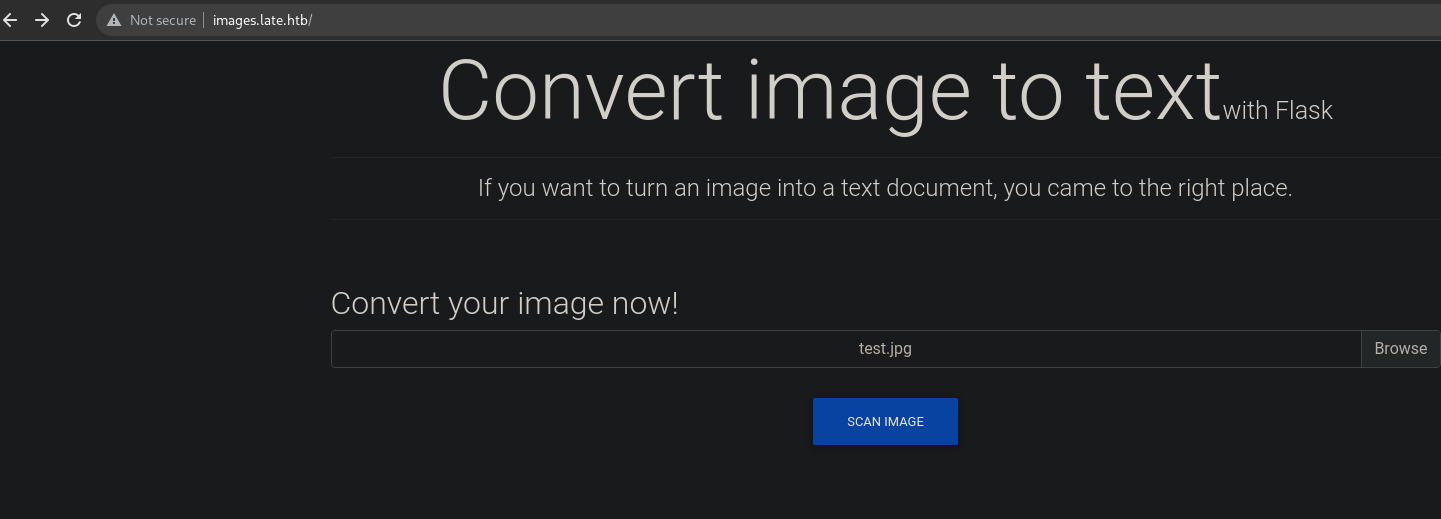 Not secure images.late.htb/
Convert image to text with Flask
If you want to turn an image into a text document, you came to the right place.
Convert your image now!
test.jpg Browse
SCAN IMAGE